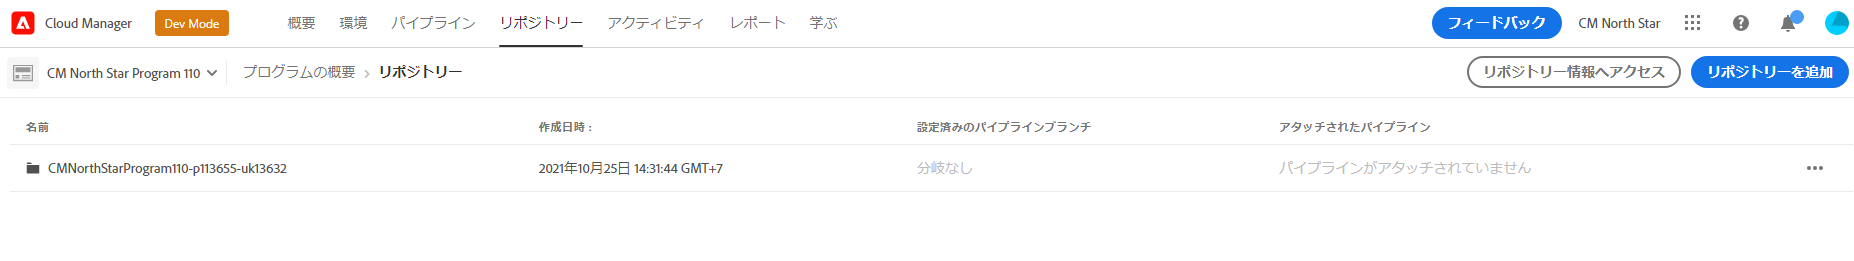 Cloud Manager Dev Mode 概要 環境 パイプライン リポジトリー アクティビティ レポート 学ぶ フィードバック CM North Star
CM North Star Program 110 プログラムの概要 リポジトリー リポジトリー情報へアクセス リポジトリーを追加
名前 作成日時 : 設定済みのパイプラインブランチ アタッチされたパイプライン
CMNorthStarProgram110-p113655-uk13632 2021年10月25日 14:31:44 GMT+7 分岐なし パイプラインがアタッチされていません